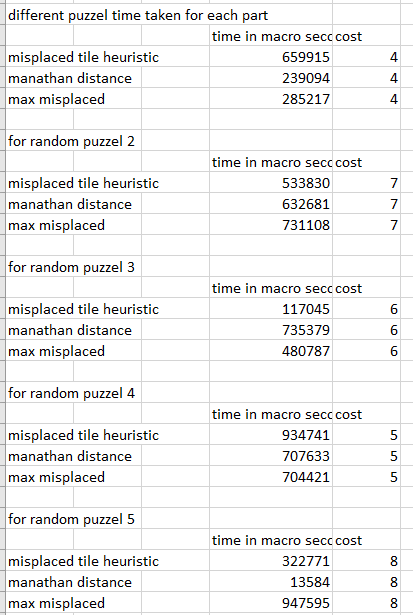 different puzzel time taken for each part
time in macro secc cost
misplaced tile heuristic 659915 4
manathan distance 239094 4
max misplaced 285217 4
for random puzzel 2
time in macro secc cost
misplaced tile heuristic 533830 7
manathan distance 632681 7
max misplaced 731108 7
for random puzzel 3
time in macro secc cost
misplaced tile heuristic 117045 6
manathan distance 735379 6
max misplaced 480787 6
for random puzzel 4
time in macro secc cost
misplaced tile heuristic 934741 5
manathan distance 707633 5
max misplaced 704421 5
for random puzzel 5
time in macro secc cost
misplaced tile heuristic 322771 8
manathan distance 13584 8
max misplaced 947595 8